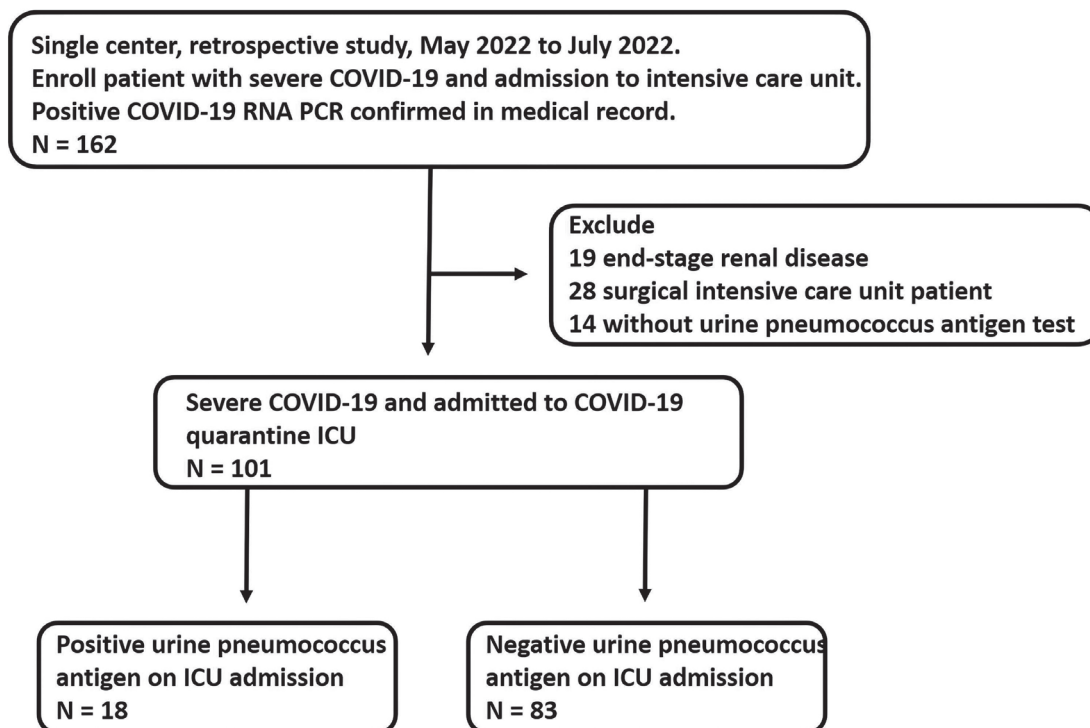 Single center, retrospective study, May 2022 to July 2022.
Enroll patient with severe COVID-19 and admission to intensive care unit.
Positive COVID-19 RNA PCR confirmed in medical record.
N = 162
Exclude
19 end-stage renal disease
28 surgical intensive care unit patient
14 without urine pneumococcus antigen test
Severe COVID-19 and admitted to COVID-19
quarantine ICU
N = 101
Positive urine pneumococcus
antigen on ICU admission
N = 18
Negative urine pneumococcus
antigen on ICU admission
N = 83